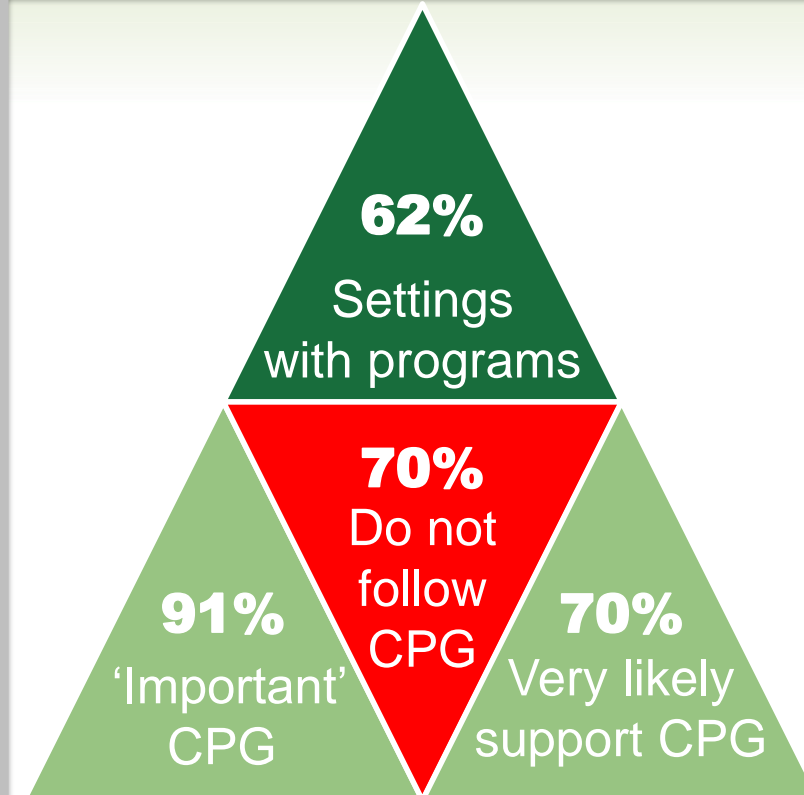 62%
Settings
with programs
70%
Do not
follow
CPG
91%
‘Important’
CPG
70%
Very likely
support CPG